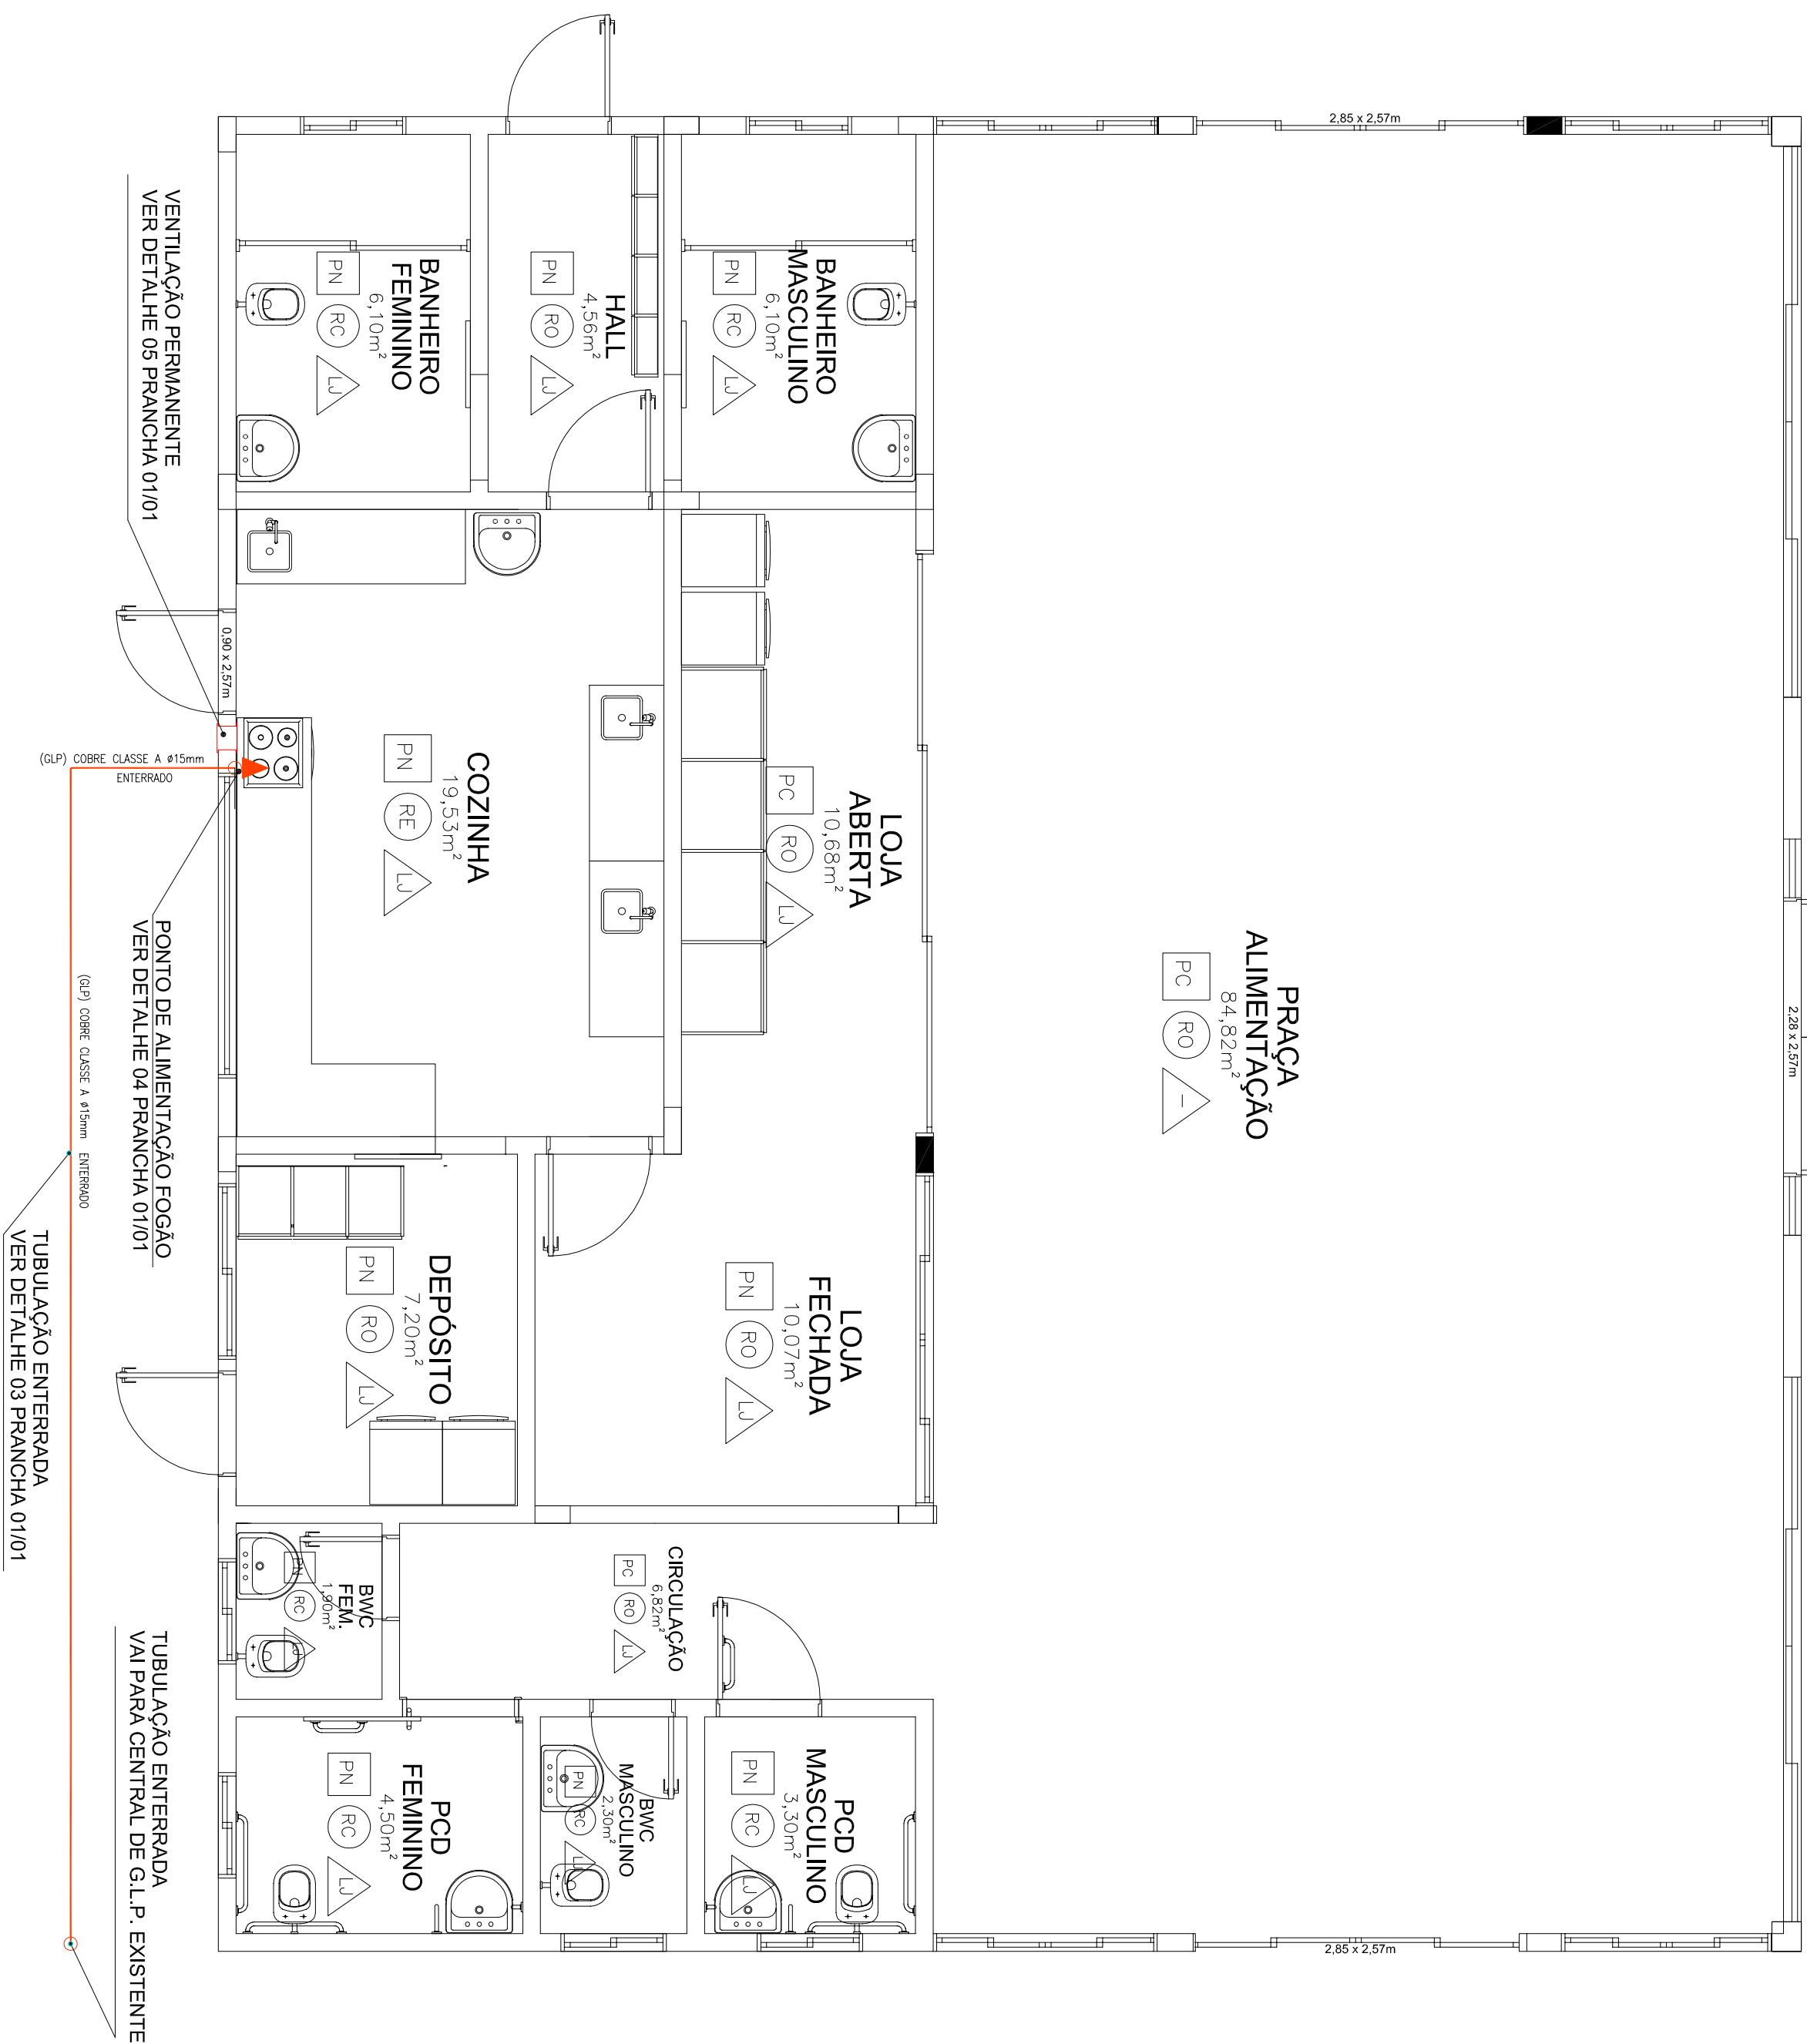 2,85 x 2,57m
2,28 x 2,57m
2,85 x 2,57m
PRAÇA
ALIMENTAÇÃO
84,82m²
PC
RO
–
BANHEIRO
MASCULINO
6,10m²
PN
RC
LJ
HALL
4,56m²
PN
RO
LJ
BANHEIRO
FEMININO
6,10m²
PN
RC
LJ
LOJA
ABERTA
10,68m²
PC
RO
LJ
COZINHA
19,53m²
PN
RE
LJ
LOJA
FECHADA
10,07m²
PN
RO
LJ
DEPÓSITO
7,20m²
PN
RO
LJ
CIRCULAÇÃO
6,82m²
PC
RO
LJ
BWC
FEM.
1,90m²
PN
RC
LJ
PCD
MASCULINO
3,30m²
PN
RC
LJ
BWC
MASCULINO
2,30m²
PN
RC
LJ
PCD
FEMININO
4,50m²
PN
RC
LJ
0,90 x 2,57m
VENTILAÇÃO PERMANENTE
VER DETALHE 05 PRANCHA 01/01
(GLP) COBRE CLASSE A ø15mm
ENTERRADO
PONTO DE ALIMENTAÇÃO FOGÃO
VER DETALHE 04 PRANCHA 01/01
(GLP) COBRE CLASSE A ø15mm ENTERRADO
TUBULAÇÃO ENTERRADA
VER DETALHE 03 PRANCHA 01/01
TUBULAÇÃO ENTERRADA
VAI PARA CENTRAL DE G.L.P. EXISTENTE